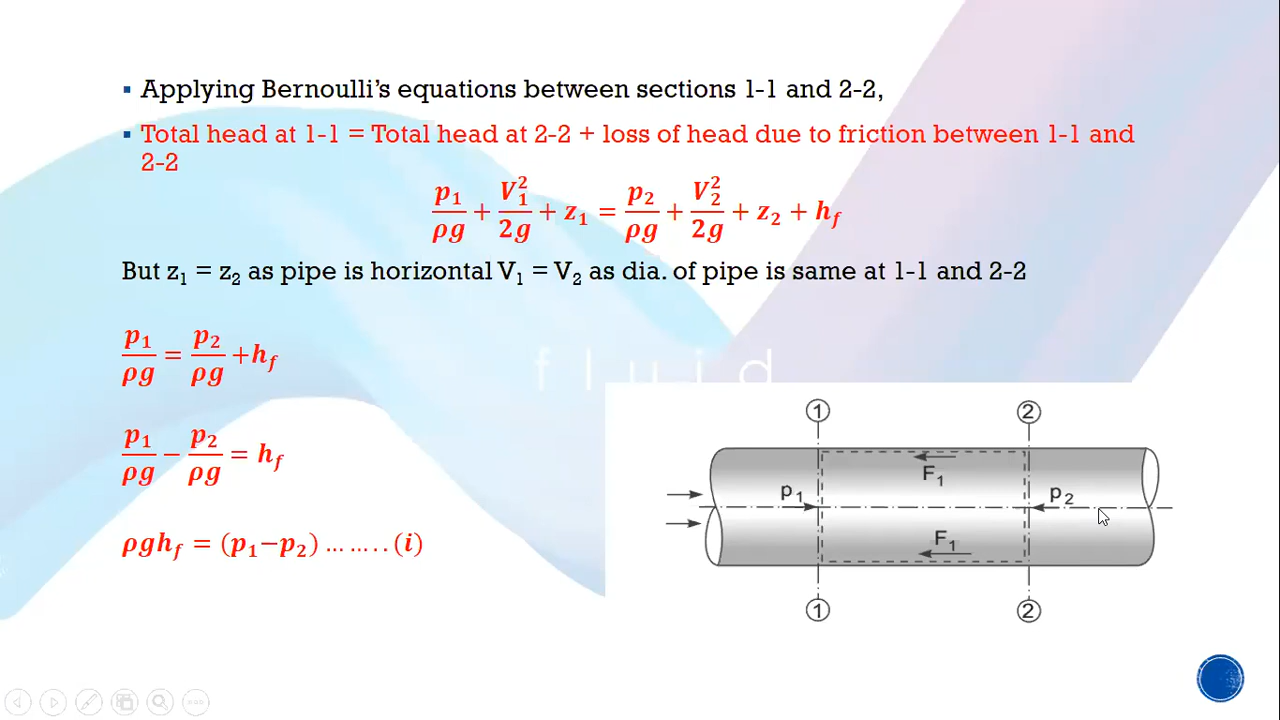 ▪ Applying Bernoulli's equations between sections 1-1 and 2-2,
▪ Total head at 1-1 = Total head at 2-2 + loss of head due to friction between 1-1 and
2-2
p₁/ρg + V₁²/2g + z₁ = p₂/ρg + V₂²/2g + z₂ + h_f
But z₁ = z₂ as pipe is horizontal V₁ = V₂ as dia. of pipe is same at 1-1 and 2-2
p₁/ρg = p₂/ρg +h_f
fluid
p₁/ρg − p₂/ρg = h_f
ρgh_f = (p₁−p₂) ... ... . . (i)
① ②
F₁
p₁ p₂
F₁
① ②